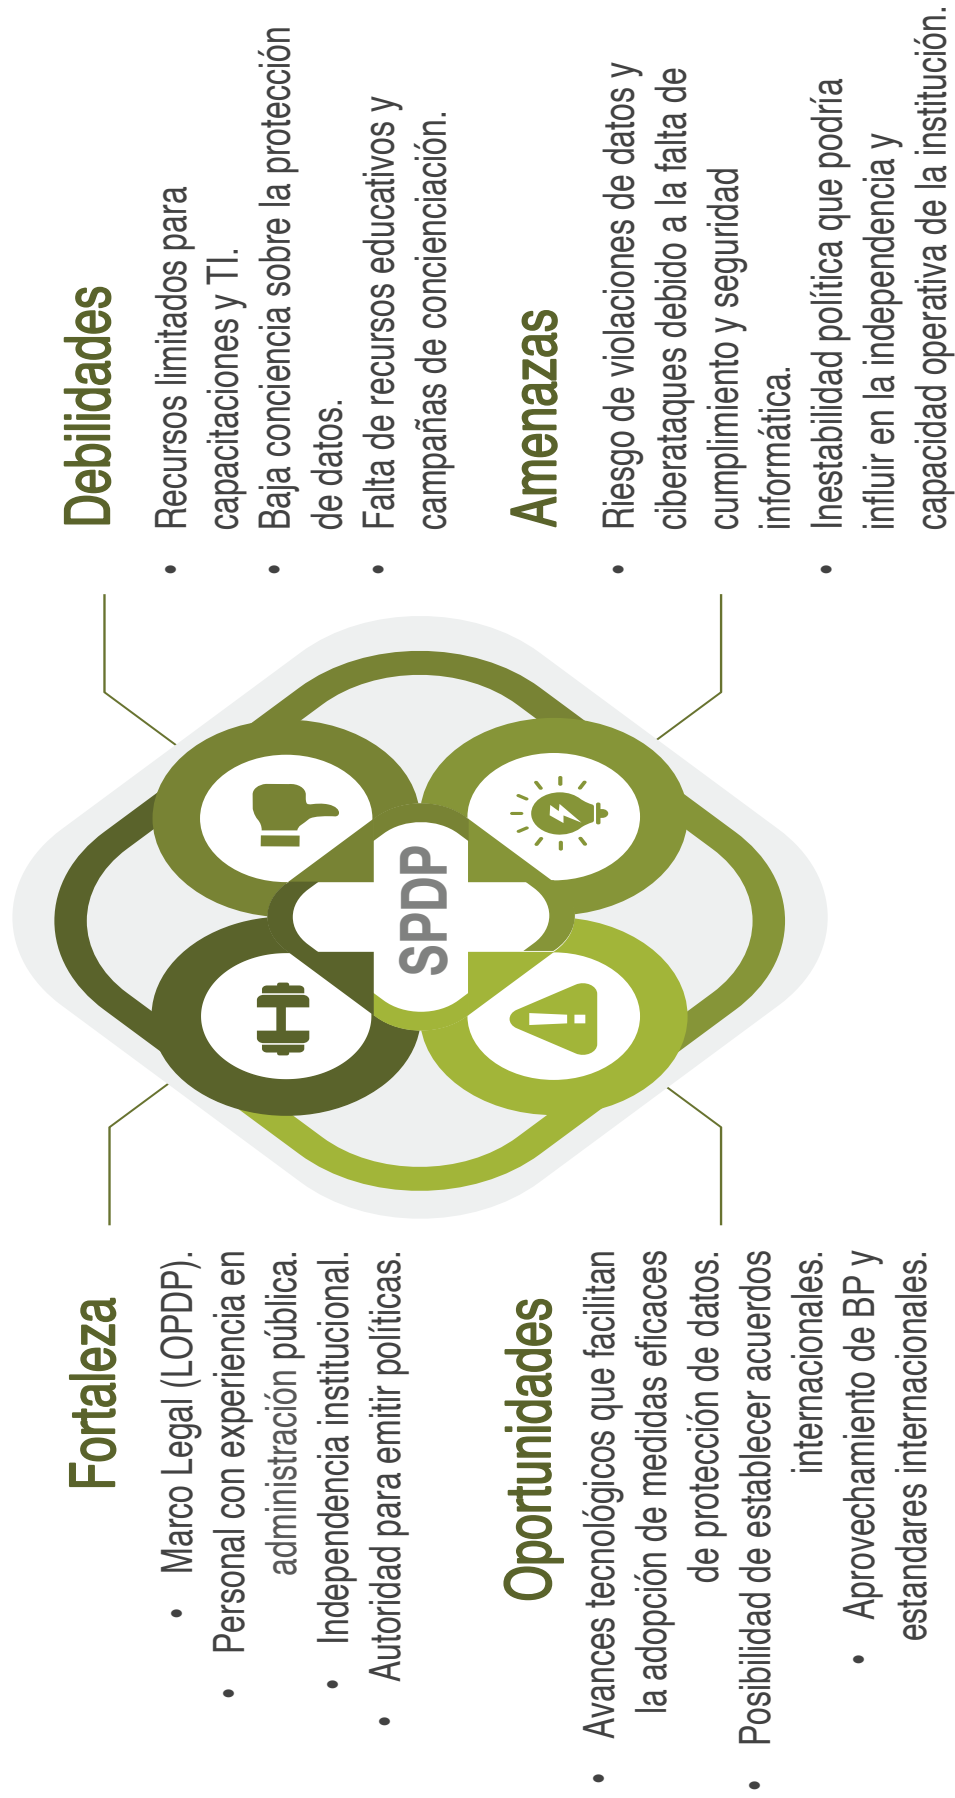 Fortaleza
• Marco Legal (LOPDP).
• Personal con experiencia en
administración pública.
• Independencia institucional.
• Autoridad para emitir políticas.
Debilidades
• Recursos limitados para
capacitaciones y TI.
• Baja conciencia sobre la protección
de datos.
• Falta de recursos educativos y
campañas de concienciación.
SPDP
Oportunidades
• Avances tecnológicos que facilitan
la adopción de medidas eficaces
de protección de datos.
• Posibilidad de establecer acuerdos
internacionales.
• Aprovechamiento de BP y
estandares internacionales.
Amenazas
• Riesgo de violaciones de datos y
ciberataques debido a la falta de
cumplimiento y seguridad
informática.
• Inestabilidad política que podría
influir en la independencia y
capacidad operativa de la institución.